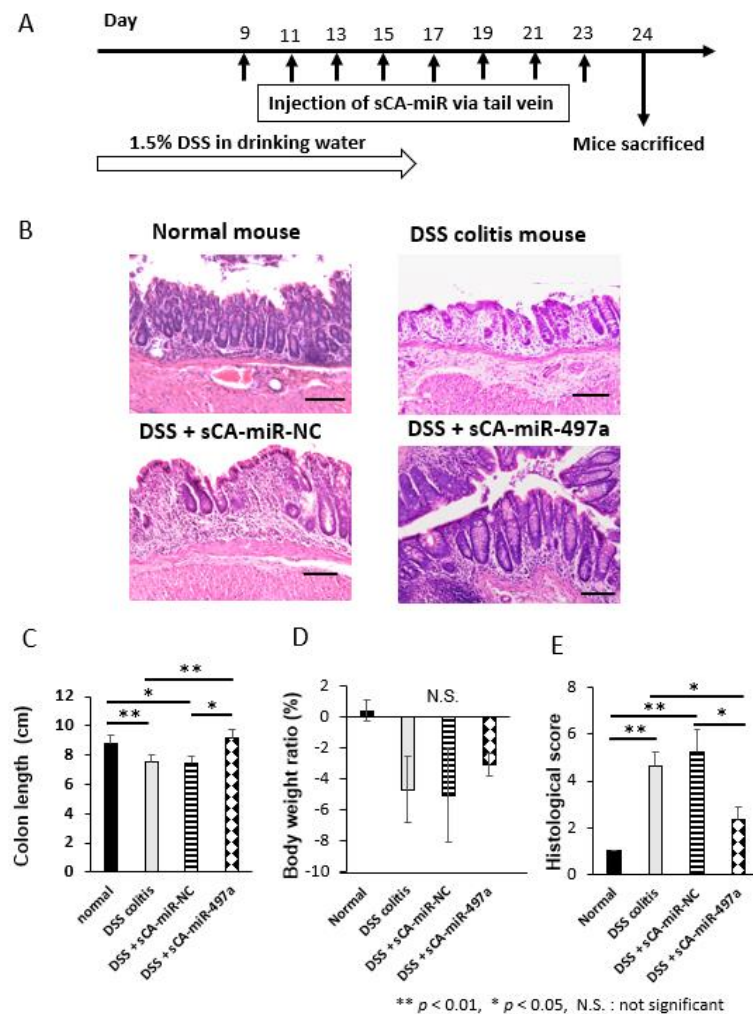 A
Day
9 11 13 15 17 19 21 23 24
Injection of sCA-miR via tail vein
1.5% DSS in drinking water
Mice sacrificed
B
Normal mouse
DSS colitis mouse
DSS + sCA-miR-NC
DSS + sCA-miR-497a
C
Colon length (cm)
12
10
8
6
4
2
0
**
*
**
*
normal
DSS colitis
DSS + sCA-miR-NC
DSS + sCA-miR-497a
D
Body weight ratio (%)
2
0
-2
-4
-6
-8
-10
N.S.
Normal
DSS colitis
DSS + sCA-miR-NC
DSS + sCA-miR-497a
E
Histological score
8
6
4
2
0
*
**
*
**
Normal
DSS colitis
DSS + sCA-miR-NC
DSS + sCA-miR-497a
** p < 0.01, * p < 0.05, N.S. : not significant